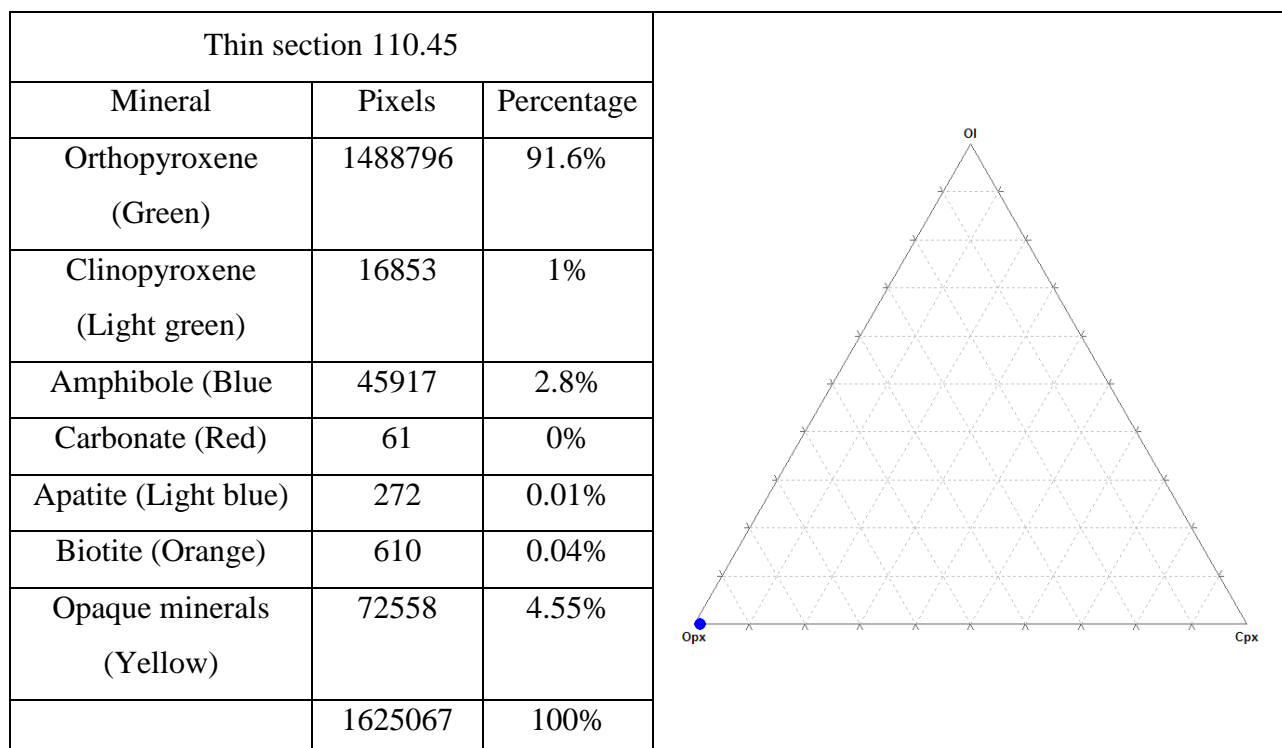 Thin section 110.45
Mineral Pixels Percentage
Orthopyroxene 1488796 91.6%
(Green)
Clinopyroxene 16853 1%
(Light green)
Amphibole (Blue 45917 2.8%
Carbonate (Red) 61 0%
Apatite (Light blue) 272 0.01%
Biotite (Orange) 610 0.04%
Opaque minerals 72558 4.55%
(Yellow)
1625067 100%
Ol
Opx Cpx